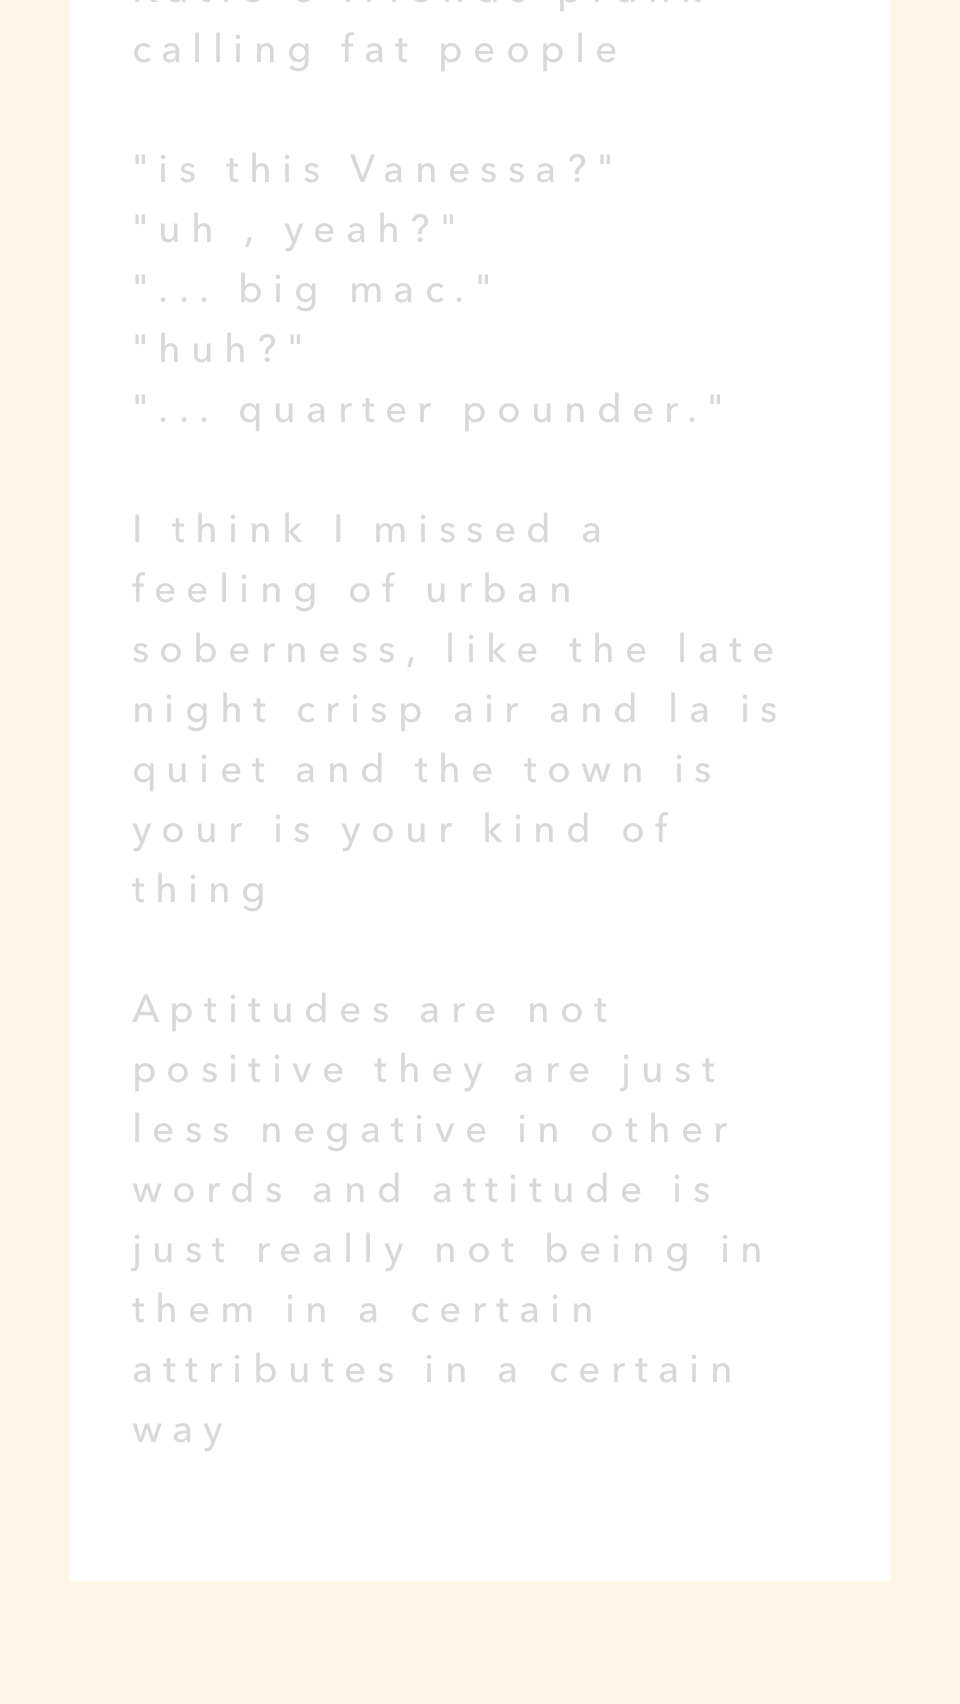 calling fat people
"is this Vanessa?"
"uh , yeah?"
"... big mac."
"huh?"
"... quarter pounder."
I think I missed a
feeling of urban
soberness, like the late
night crisp air and la is
quiet and the town is
your is your kind of
thing
Aptitudes are not
positive they are just
less negative in other
words and attitude is
just really not being in
them in a certain
attributes in a certain
way